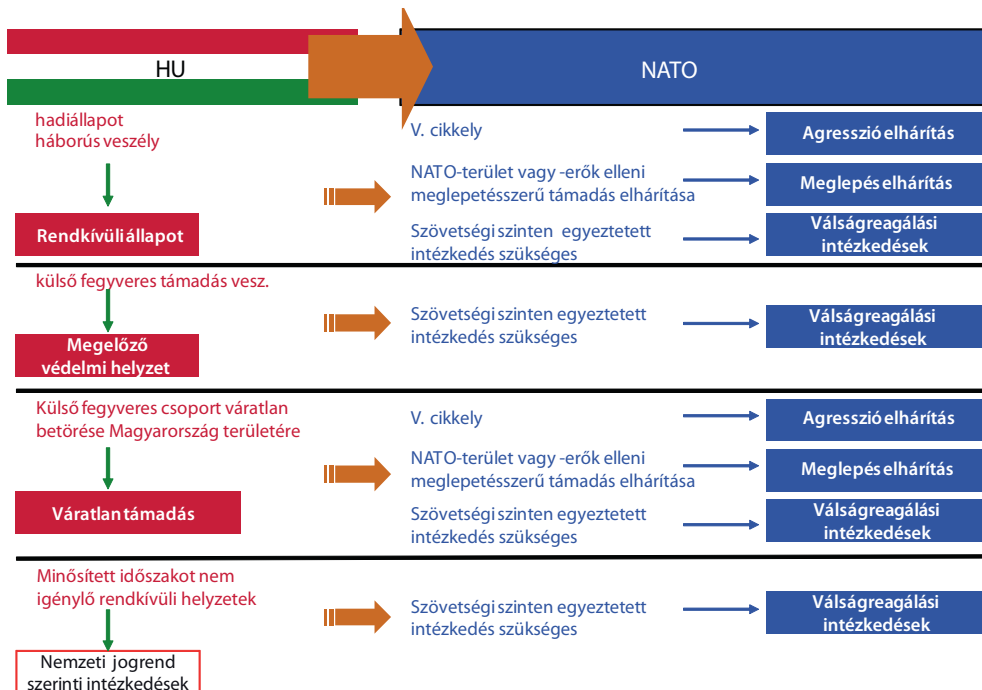 HU
NATO
hadiállapot
háborús veszély
Rendkívüli állapot
V. cikkely
Agresszió elhárítás
NATO-terület vagy -erők elleni
meglepetésszerű támadás elhárítása
Meglepés elhárítás
Szövetségi szinten egyeztetett
intézkedés szükséges
Válságreagálási
intézkedések
külső fegyveres támadás vesz.
Megelőző
védelmi helyzet
Szövetségi szinten egyeztetett
intézkedés szükséges
Válságreagálási
intézkedések
Külső fegyveres csoport váratlan
betörése Magyarország területére
Váratlan támadás
V. cikkely
Agresszió elhárítás
NATO-terület vagy -erők elleni
meglepetésszerű támadás elhárítása
Meglepés elhárítás
Szövetségi szinten egyeztetett
intézkedés szükséges
Válságreagálási
intézkedések
Minősített időszakot nem
igénylő rendkívüli helyzetek
Nemzeti jogrend
szerinti intézkedések
Szövetségi szinten egyeztetett
intézkedés szükséges
Válságreagálási
intézkedések